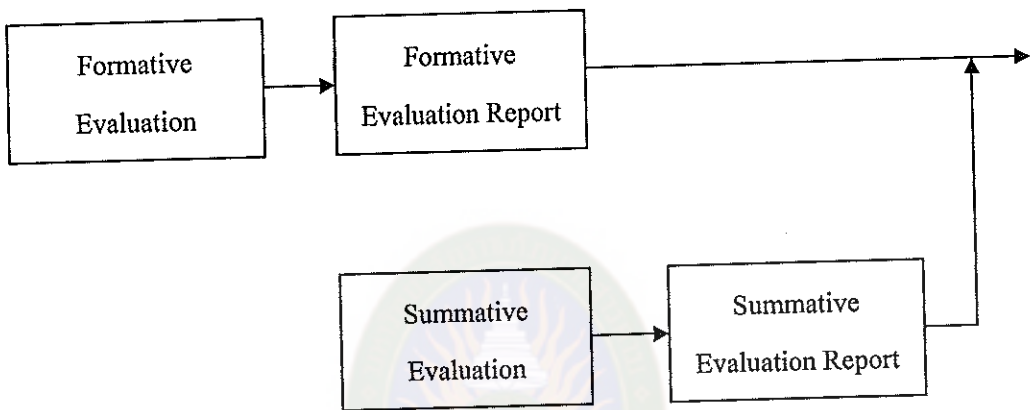 Formative
Evaluation
Formative
Evaluation Report
Summative
Evaluation
Summative
Evaluation Report